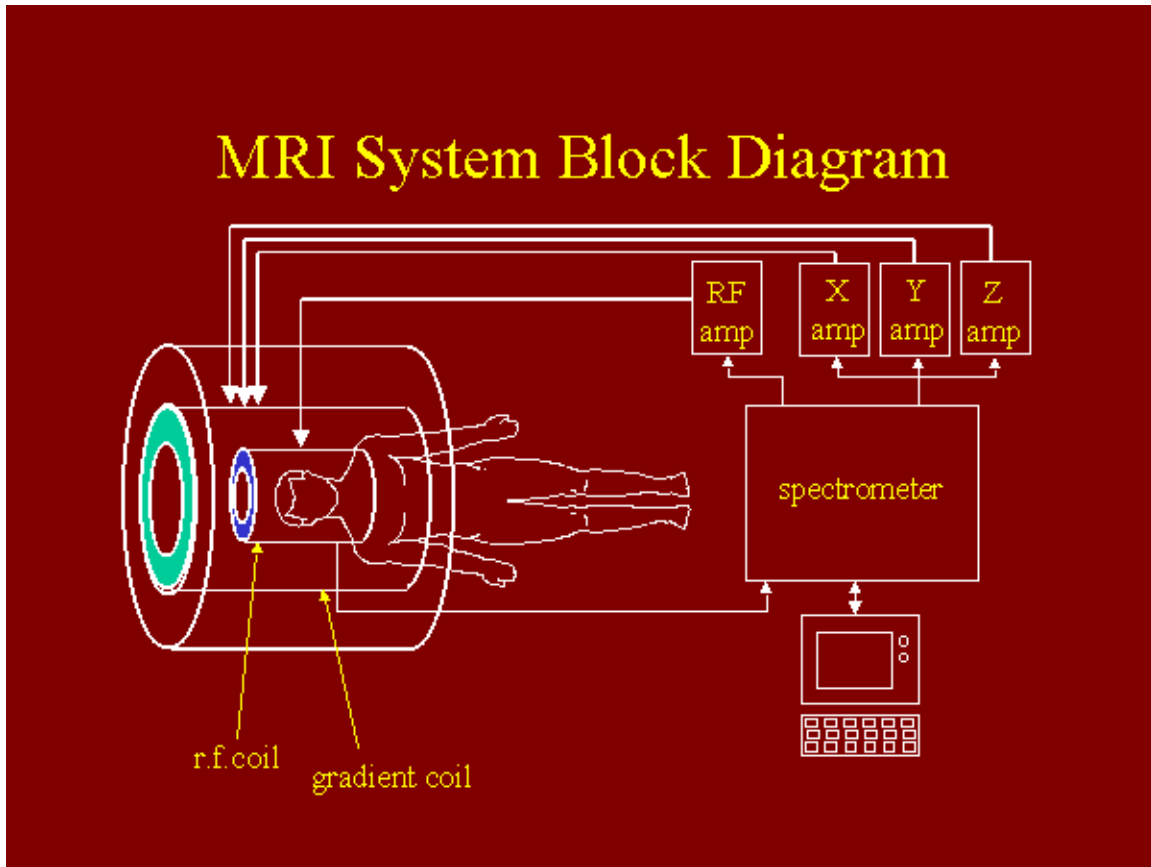 MRI System Block Diagram
RF
amp
X
amp
Y
amp
Z
amp
spectrometer
r.f.coil
gradient coil